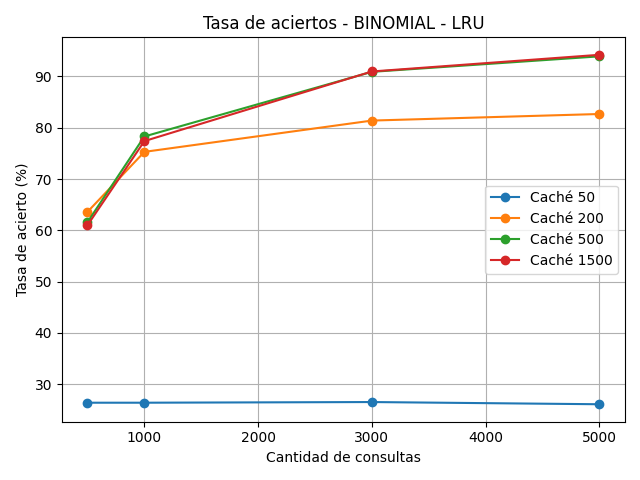 Tasa de aciertos - BINOMIAL - LRU
Tasa de acierto (%)
90
80
70
60
50
40
30
Caché 50
Caché 200
Caché 500
Caché 1500
1000 2000 3000 4000 5000
Cantidad de consultas